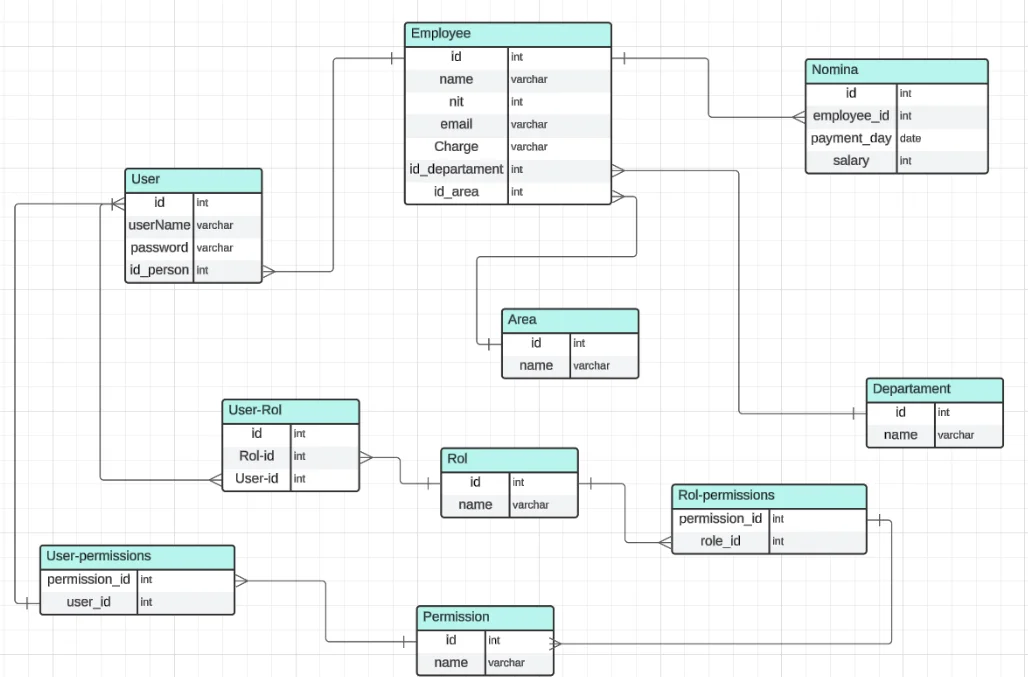 Employee
id int
name varchar
nit int
email varchar
Charge varchar
id_departament int
id_area int
Nomina
id int
employee_id int
payment_day date
salary int
User
id int
userName varchar
password varchar
id_person int
Area
id int
name varchar
Departament
id int
name varchar
User-Rol
id int
Rol-id int
User-id int
Rol
id int
name varchar
Rol-permissions
permission_id int
role_id int
User-permissions
permission_id int
user_id int
Permission
id int
name varchar